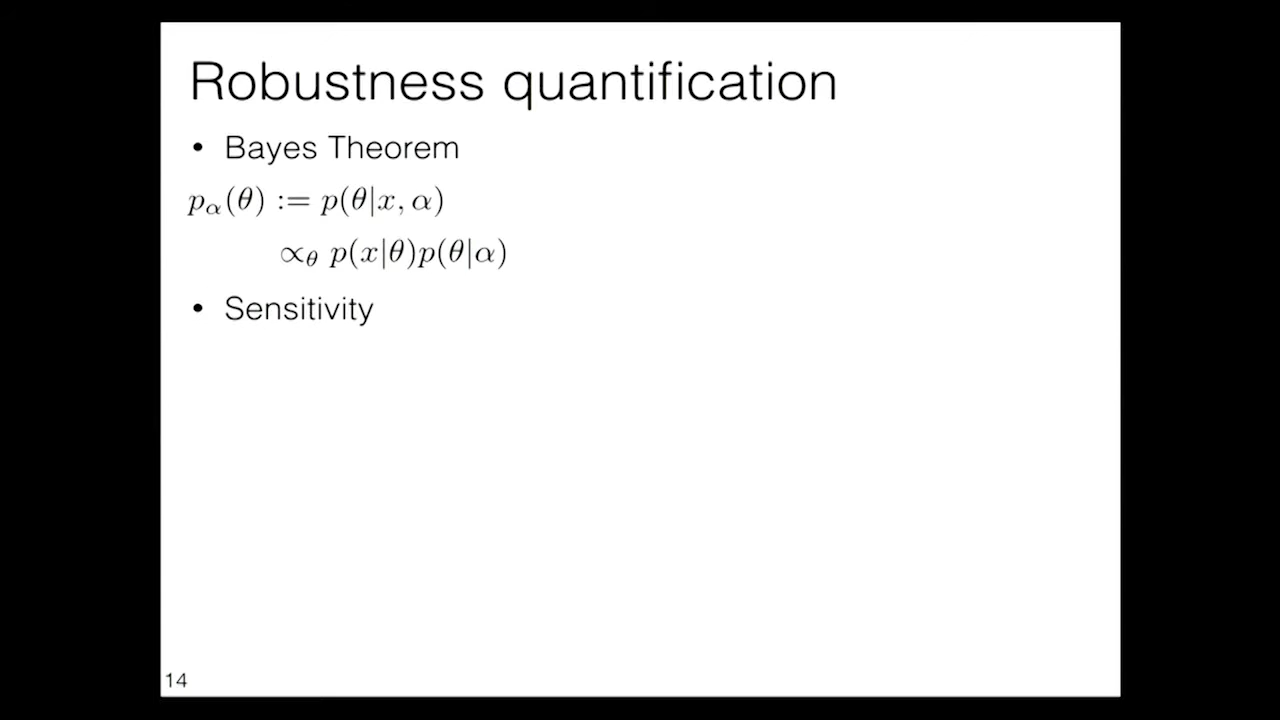 Robustness quantification
• Bayes Theorem
p_α(θ) := p(θ|x, α)
∝_θ p(x|θ)p(θ|α)
• Sensitivity
14